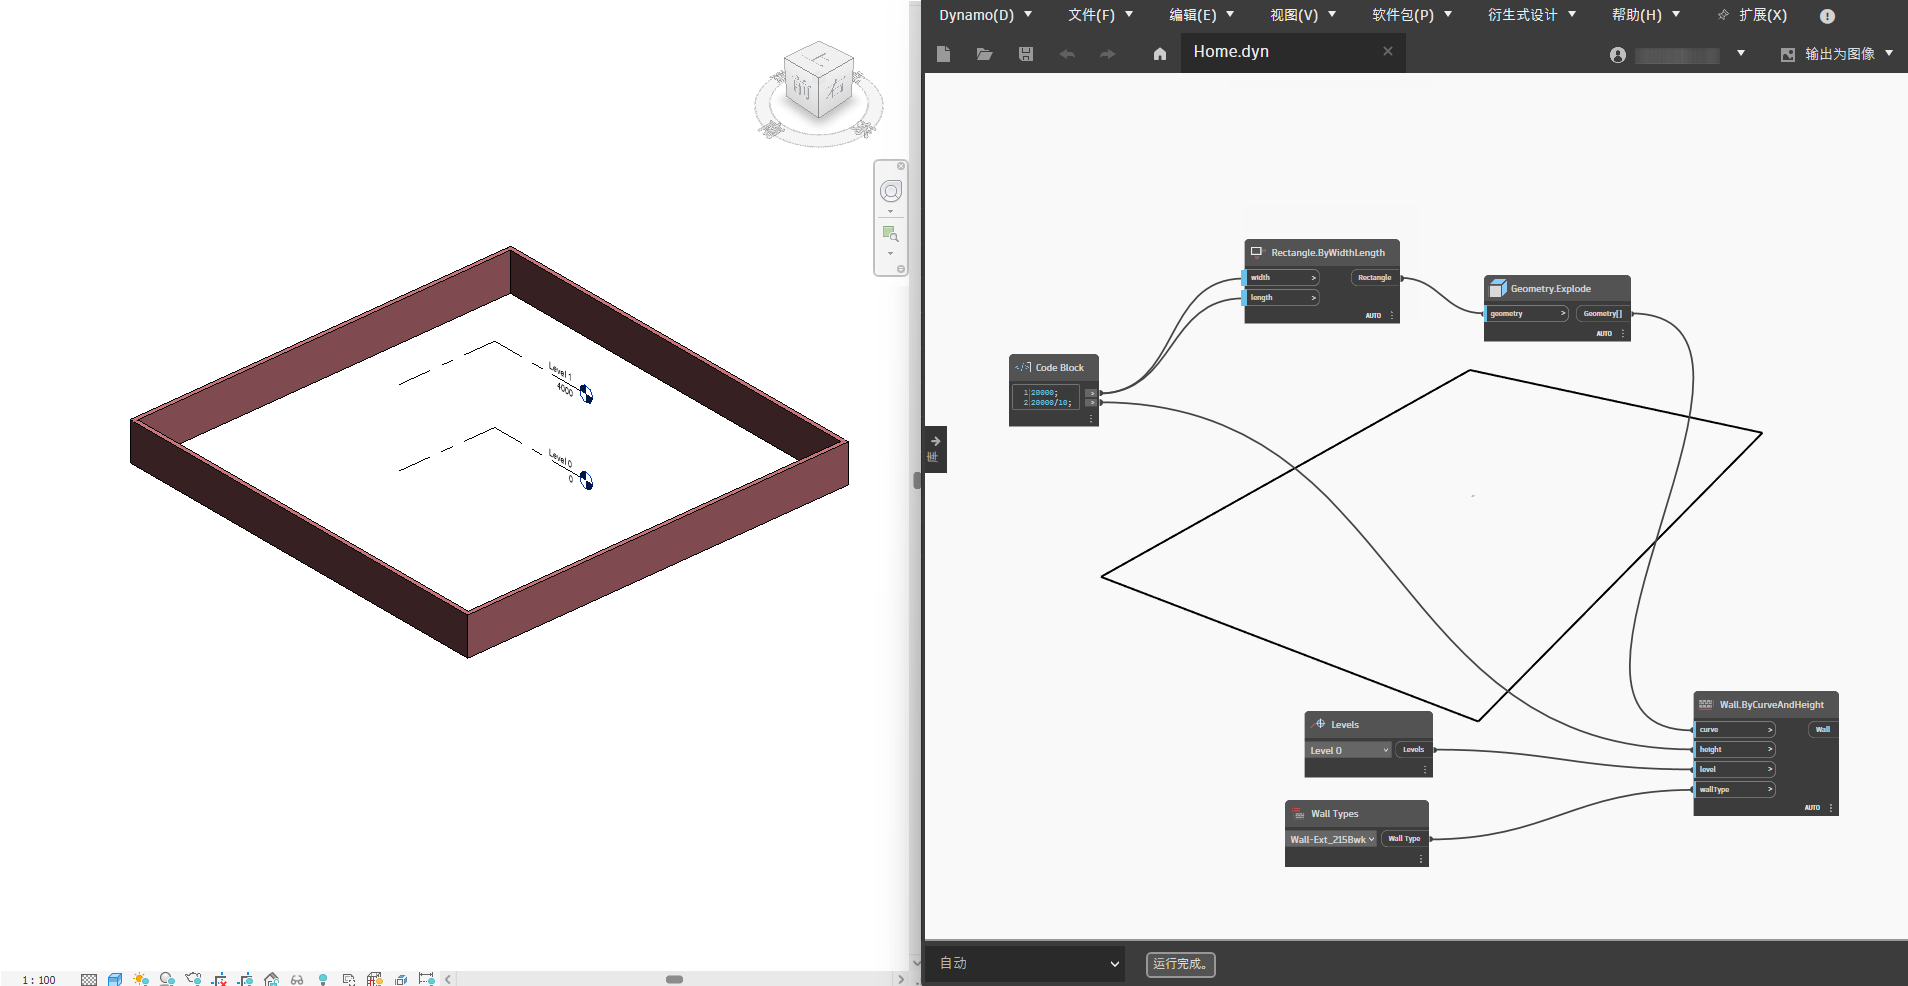 上
前
右
Level 1
4000
Level 0
0
1 : 100
Dynamo(D)
文件(F)
编辑(E)
视图(V)
软件包(P)
衍生式设计
帮助(H)
扩展(X)
Home.dyn
输出为图像
库
Rectangle.ByWidthLength
width >
Rectangle
length >
AUTO
Geometry.Explode
geometry >
Geometry[]
AUTO
Code Block
1 20000; >
2 20000/10; >
Levels
Level 0
Levels
Wall Types
Wall-Ext_215Bwk
Wall Type
Wall.ByCurveAndHeight
curve >
Wall
height >
level >
wallType >
AUTO
自动
运行完成。